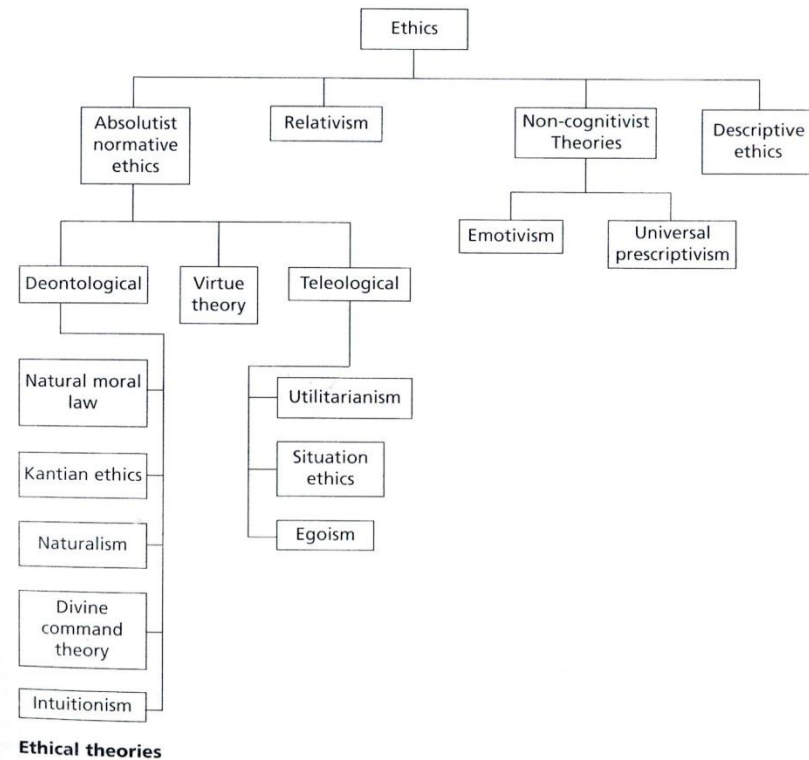 Ethics
Absolutist
normative
ethics
Relativism
Non-cognitivist
Theories
Descriptive
ethics
Emotivism
Universal
prescriptivism
Deontological
Virtue
theory
Teleological
Natural moral
law
Kantian ethics
Naturalism
Divine
command
theory
Intuitionism
Utilitarianism
Situation
ethics
Egoism
Ethical theories